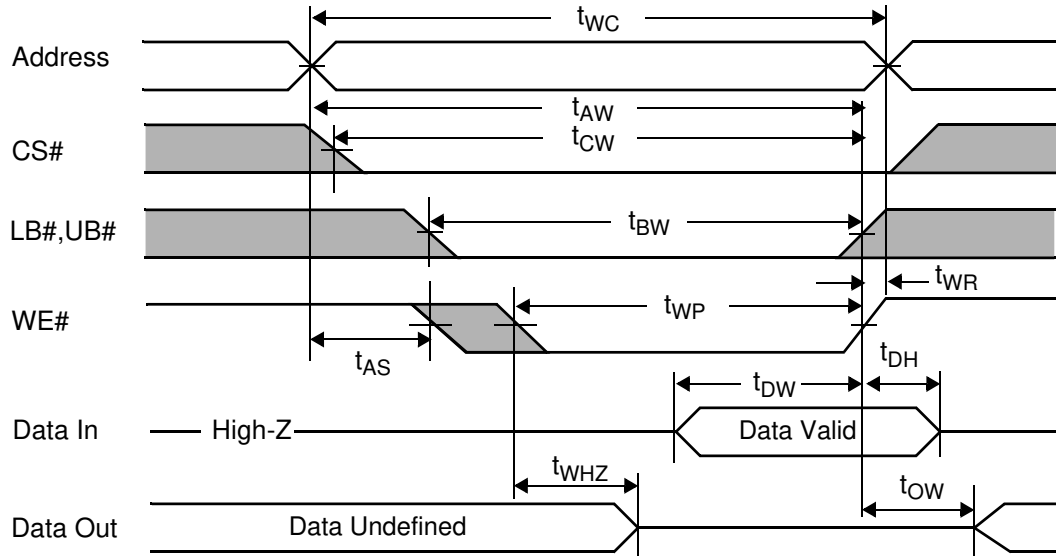 tWC
Address
tAW
tCW
CS#
tBW
LB#,UB#
tWR
tWP
WE#
tAS
tDH
tDW
Data In
High-Z
Data Valid
tWHZ
tOW
Data Out
Data Undefined